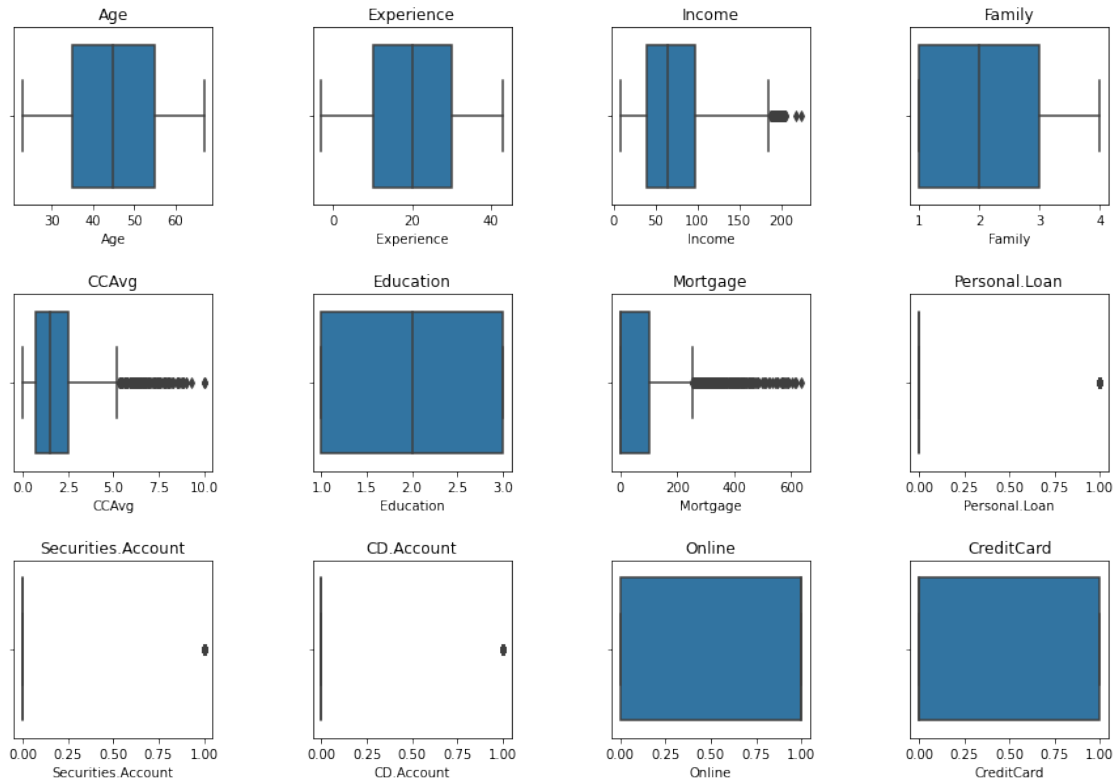 Age Experience Income Family
30 40 50 60 0 20 40 0 50 100 150 200 1 2 3 4
Age Experience Income Family
CCAvg Education Mortgage Personal.Loan
0.0 2.5 5.0 7.5 10.0 1.0 1.5 2.0 2.5 3.0 0 200 400 600 0.00 0.25 0.50 0.75 1.00
CCAvg Education Mortgage Personal.Loan
Securities.Account CD.Account Online CreditCard
0.00 0.25 0.50 0.75 1.00 0.00 0.25 0.50 0.75 1.00 0.00 0.25 0.50 0.75 1.00 0.00 0.25 0.50 0.75 1.00
Securities.Account CD.Account Online CreditCard